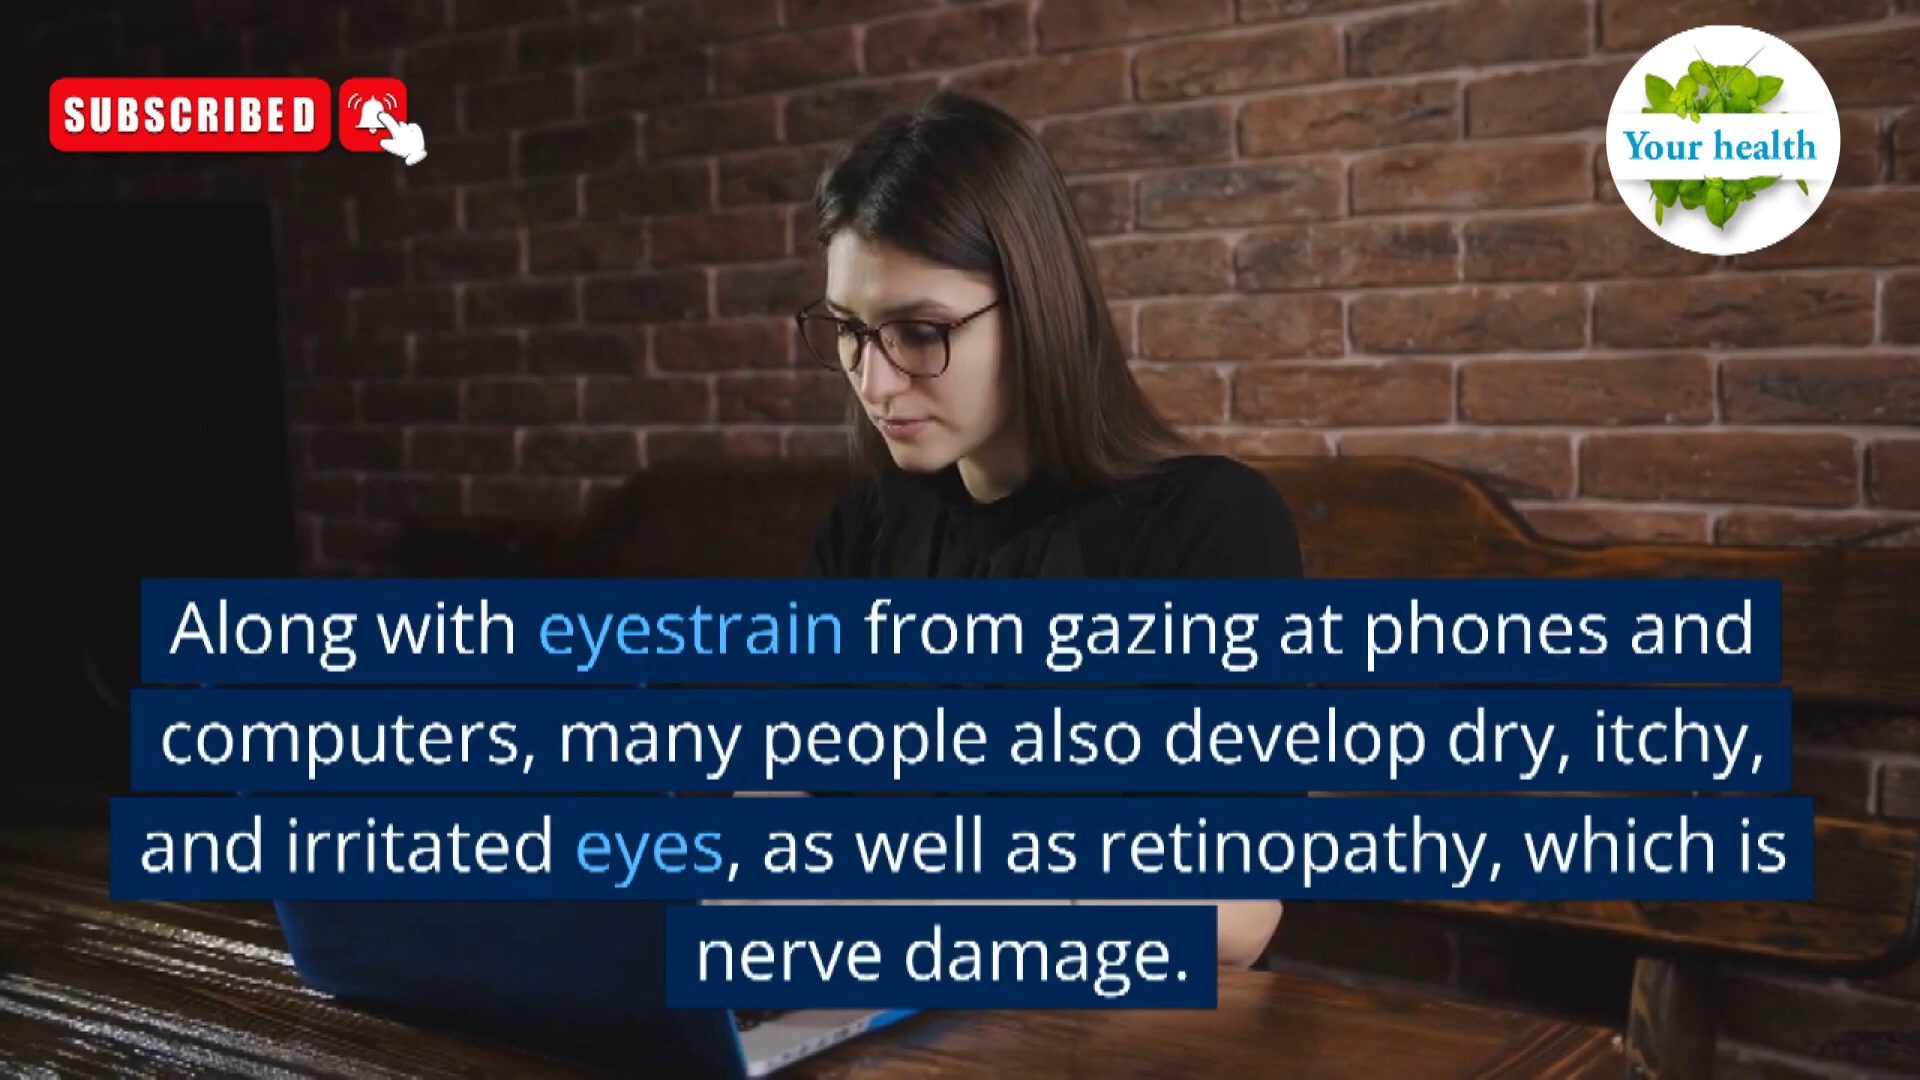 SUBSCRIBED
Your health
Along with eyestrain from gazing at phones and
computers, many people also develop dry, itchy,
and irritated eyes, as well as retinopathy, which is
nerve damage.